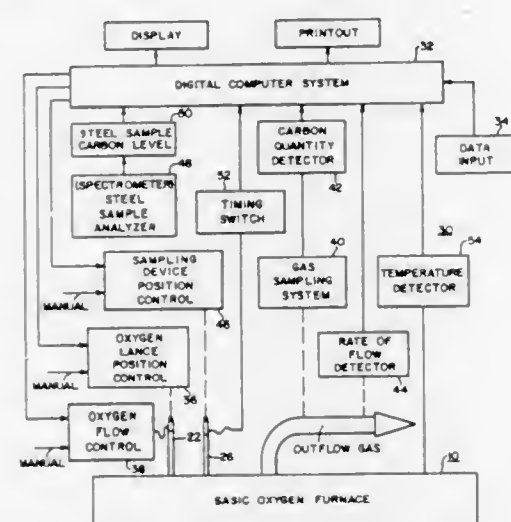 DISPLAY
PRINTOUT
32
DIGITAL COMPUTER SYSTEM
50
STEEL SAMPLE
CARBON LEVEL
CARBON
QUANTITY
DETECTOR
34
DATA
INPUT
48
(SPECTROMETER)
STEEL
SAMPLE
ANALYZER
52
TIMING
SWITCH
42
30
40
54
SAMPLING
DEVICE
POSITION
CONTROL
GAS
SAMPLING
SYSTEM
TEMPERATURE
DETECTOR
MANUAL
46
OXYGEN
LANCE
POSITION
CONTROL
RATE OF
FLOW
DETECTOR
MANUAL
36
44
OXYGEN
FLOW
CONTROL
22
26
OUTFLOW GAS
MANUAL
38
10
BASIC OXYGEN FURNACE